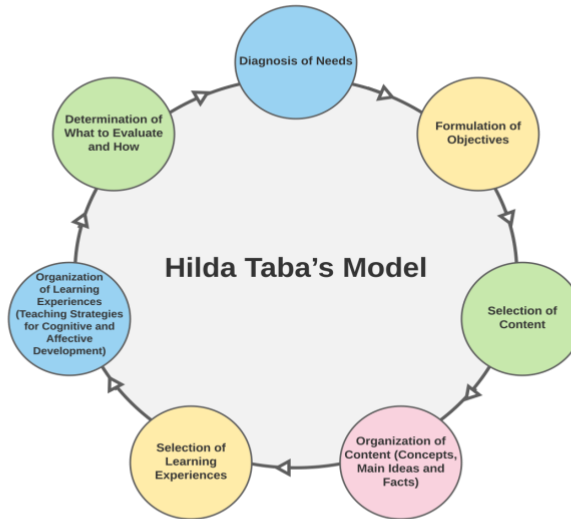 Diagnosis of Needs
Formulation of
Objectives
Selection of
Content
Organization of
Content (Concepts,
Main Ideas and
Facts)
Selection of
Learning
Experiences
Organization
of Learning
Experiences
(Teaching Strategies
for Cognitive and
Affective
Development)
Determination of
What to Evaluate
and How
Hilda Taba's Model